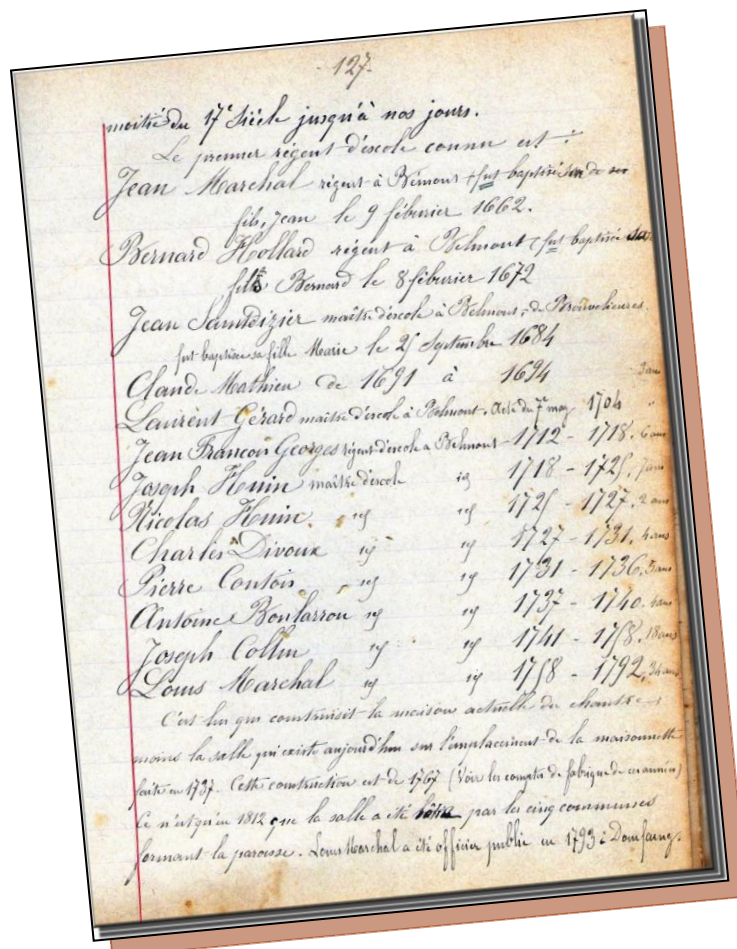 127.
moitié du 17e Siècle jusqu'à nos jours.
Le premier régent d'école connu est :
Jean Marchal régent à Bémont, fut baptisé de ses
fils, Jean le 9 février 1662.
Bernard Hollard régent à Belmont, fut baptisé
fils Bernard le 8 février 1672
Jean Saintdizier maître d'école à Belmont, de
fut baptisée sa fille Marie le 25 Septembre 1684
Claude Mathieu de 1691 à 1694 3 ans
Laurent Gérard maître d'école à Belmont. Acte du 7e may 1704 "
Jean François Georges régent d'école à Belmont - 1712 - 1718. 6 ans
Joseph Henin maître d'école id 1718 - 1725. 7 ans
Nicolas Henin. id id 1725 - 1727. 2 ans
Charles Divoux id id 1727 - 1731. 4 ans
Pierre Contois id id 1731 - 1736. 5 ans
Antoine Bonlarron id id 1737 - 1740.
Joseph Collin id id 1741 - 1758. 18 ans
Louis Marchal id id 1758 - 1792. 34 ans
C'est lui qui construisit la maison actuelle du chantre
moins la salle qui existe aujourd'hui sur l'emplacement de la maisonnette
faite en 1737. Cette construction est de 1767 (Voir les comptes de fabrique de)
Ce n'est qu'en 1812 que la salle a été par les cinq communes
formant la paroisse. Louis Marchal a été officier public en 1793 à Domfaing.